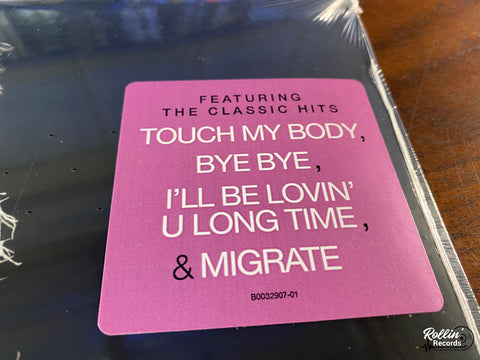 FEATURING
THE CLASSIC HITS
TOUCH MY BODY,
BYE BYE,
I'LL BE LOVIN'
U LONG TIME,
& MIGRATE
B0032907-01
Rollin'
Records